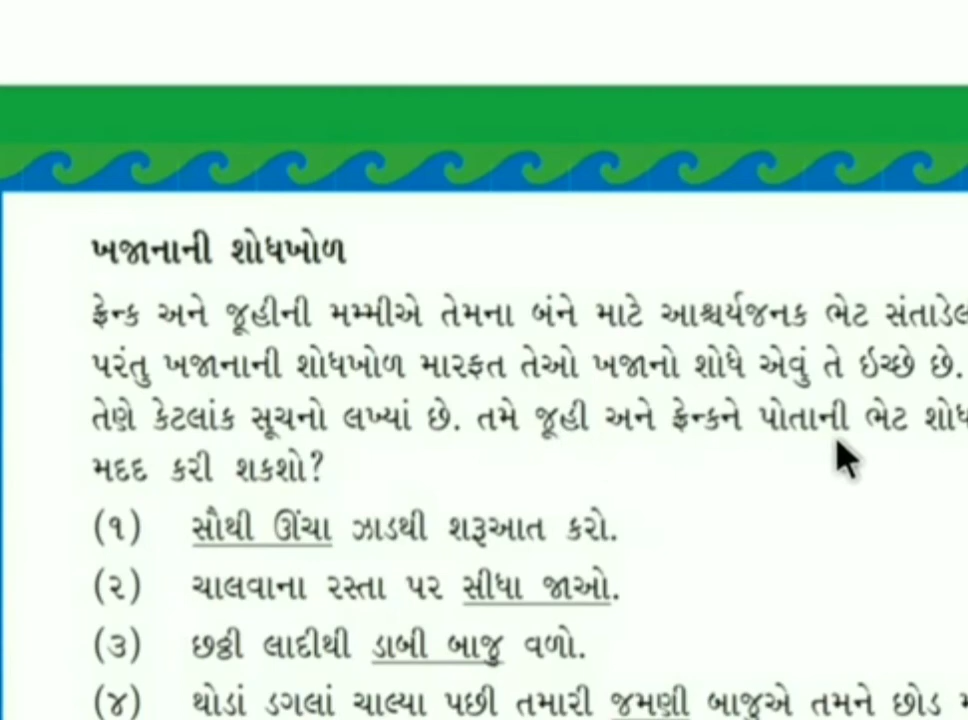 ખજાનાની શોધખોળ
ફ્રેન્ક અને જૂહીની મમ્મીએ તેમના બંને માટે આશ્ચર્યજનક ભેટ
પરંતુ ખજાનાની શોધખોળ મારફત તેઓ ખજાનો શોધે એવું તે ઇચ્છે છે.
તેણે કેટલાંક સૂચનો લખ્યાં છે. તમે જૂહી અને ફ્રેન્કને પોતાની ભેટ
મદદ કરી શકશો?
(૧) સૌથી ઊંચા ઝાડથી શરૂઆત કરો.
(૨) ચાલવાના રસ્તા પર સીધા જાઓ.
(૩) છઠ્ઠી લાદીથી ડાબી બાજુ વળો.
(૪) થોડાં ડગલાં ચાલ્યા પછી તમારી જમણી બાજુએ તમને છોડ